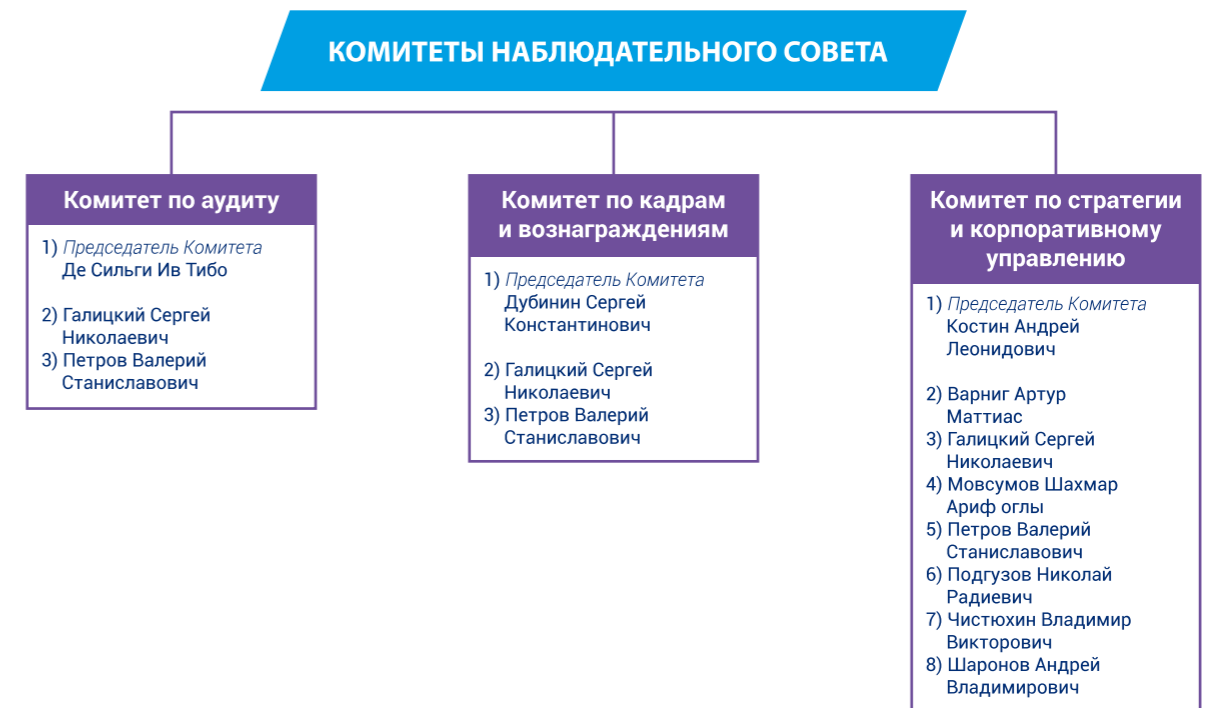 КОМИТЕТЫ НАБЛЮДАТЕЛЬНОГО СОВЕТА
Комитет по аудиту
1) Председатель Комитета
Де Сильги Ив Тибо
2) Галицкий Сергей
Николаевич
3) Петров Валерий
Станиславович
Комитет по кадрам
и вознаграждениям
1) Председатель Комитета
Дубинин Сергей
Константинович
2) Галицкий Сергей
Николаевич
3) Петров Валерий
Станиславович
Комитет по стратегии
и корпоративному
управлению
1) Председатель Комитета
Костин Андрей
Леонидович
2) Варниг Артур
Маттиас
3) Галицкий Сергей
Николаевич
4) Мовсумов Шахмар
Ариф оглы
5) Петров Валерий
Станиславович
6) Подгузов Николай
Радиевич
7) Чистюхин Владимир
Викторович
8) Шаронов Андрей
Владимирович